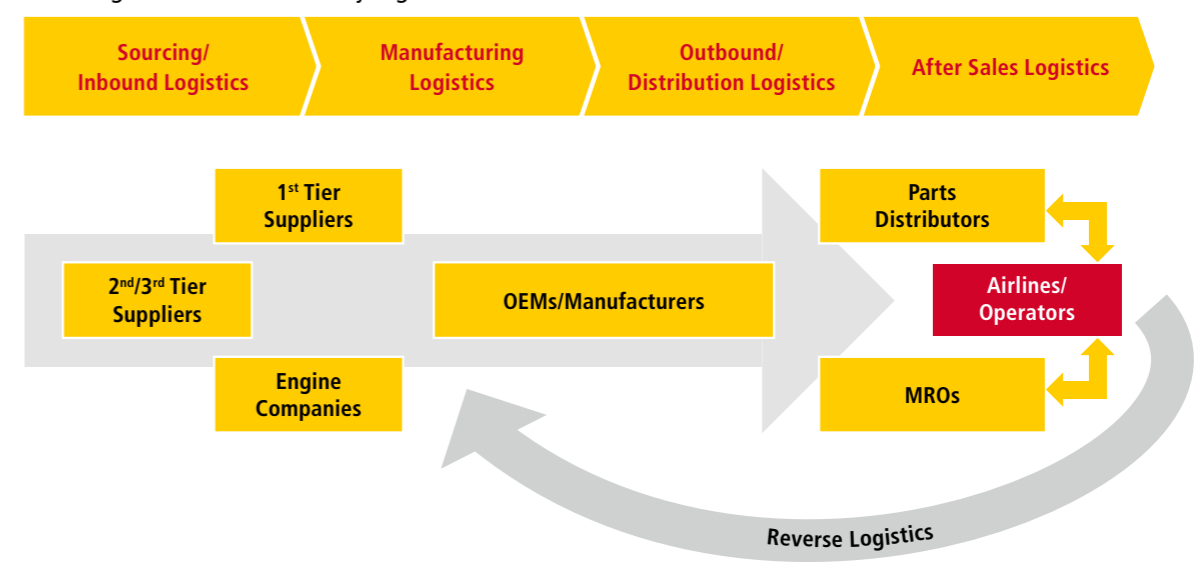 Sourcing/
Inbound Logistics
Manufacturing
Logistics
Outbound/
Distribution Logistics
After Sales Logistics
1st Tier
Suppliers
Parts
Distributors
2nd/3rd Tier
Suppliers
OEMs/Manufacturers
Airlines/
Operators
Engine
Companies
MROs
Reverse Logistics